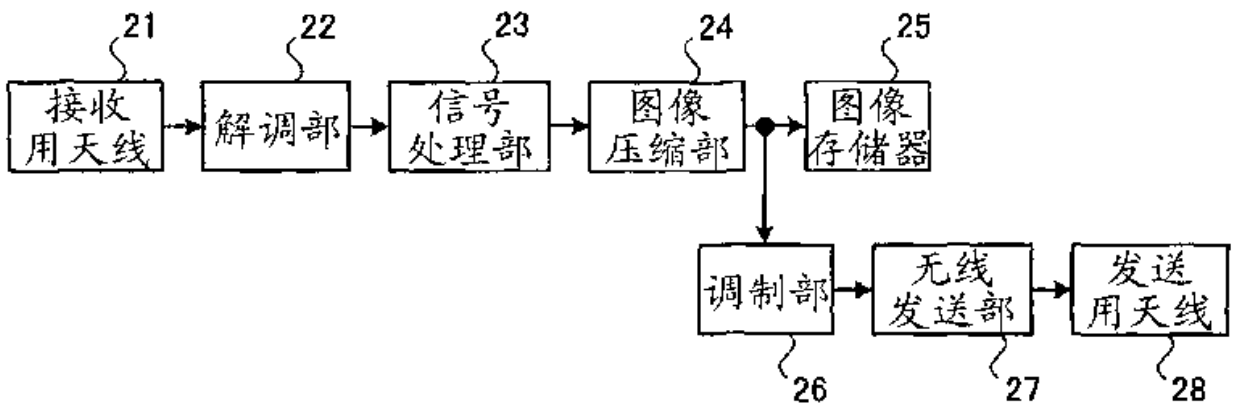 21
22
23
24
25
接收
用天线
解调部
信号
处理部
图像
压缩部
图像
存储器
调制部
无线
发送部
发送
用天线
26
27
28